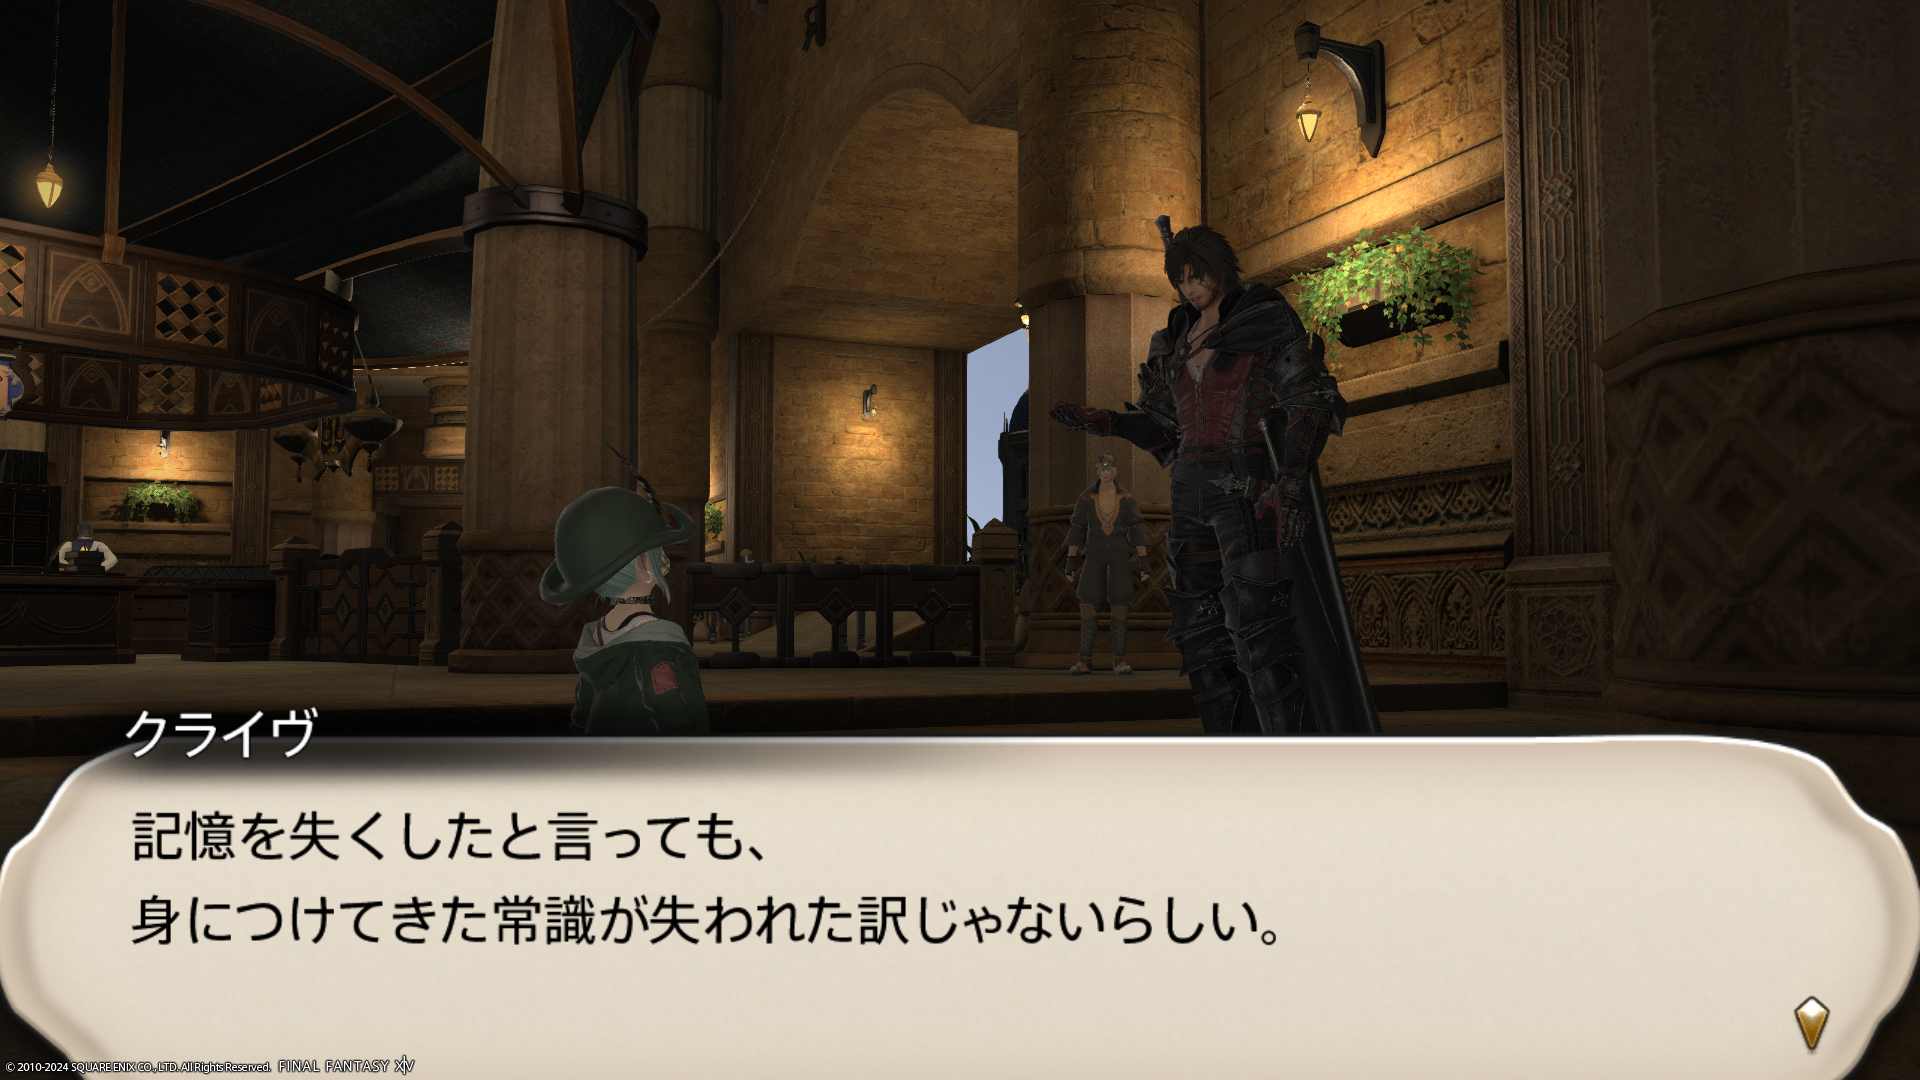 クライヴ
記憶を失くしたと言っても、
身につけてきた常識が失われた訳じゃないらしい。
© 2010-2024 SQUARE ENIX CO., LTD. All Rights Reserved. FINAL FANTASY XIV